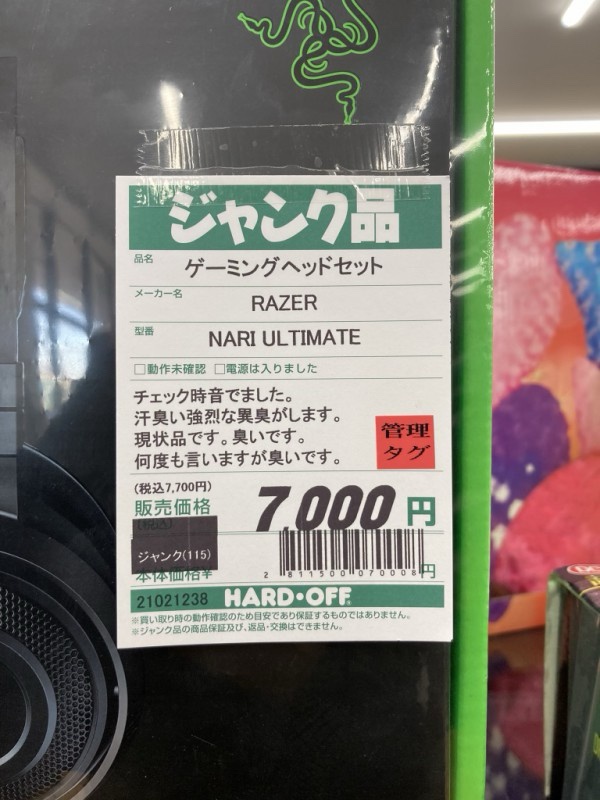 ジャンク品
品名
ゲーミングヘッドセット
メーカー名
RAZER
型番
NARI ULTIMATE
□動作未確認 □電源は入りました
チェック時音でました。
汗臭い強烈な異臭がします。
現状品です。臭いです。
何度も言いますが臭いです。
管理
タグ
(税込7,700円)
販売価格
(税込)
7,000 円
ジャンク(115)
本体価格¥
円
2 811500 070008
21021238 HARD・OFF
※買い取り時の動作確認のため目安であり保証するものではありません。
※ジャンク品の商品保証及び、返品・交換はできません。